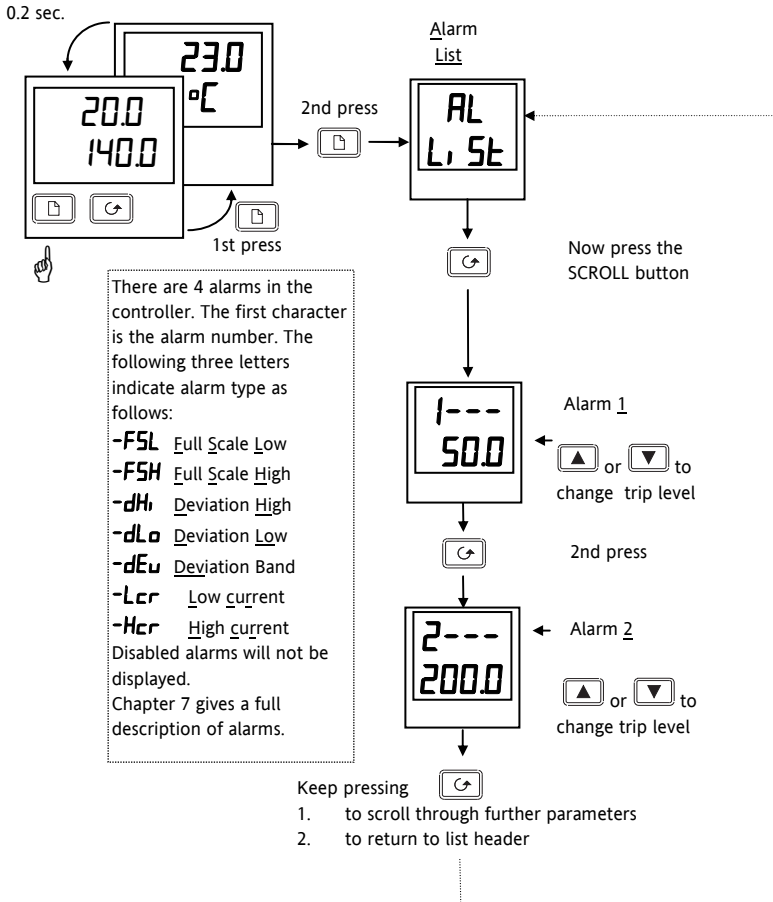 0.2 sec.
23.0
°C
20.0
140.0
1st press
2nd press
Alarm
List
AL
Li St
Now press the
SCROLL button
There are 4 alarms in the
controller. The first character
is the alarm number. The
following three letters
indicate alarm type as
follows:
-FSL Full Scale Low
-FSH Full Scale High
-dHi Deviation High
-dLo Deviation Low
-dEv Deviation Band
-Lcr Low current
-Hcr High current
Disabled alarms will not be
displayed.
Chapter 7 gives a full
description of alarms.
1---
50.0
Alarm 1
▲ or ▼ to
change trip level
2nd press
2---
200.0
Alarm 2
▲ or ▼ to
change trip level
Keep pressing
1. to scroll through further parameters
2. to return to list header